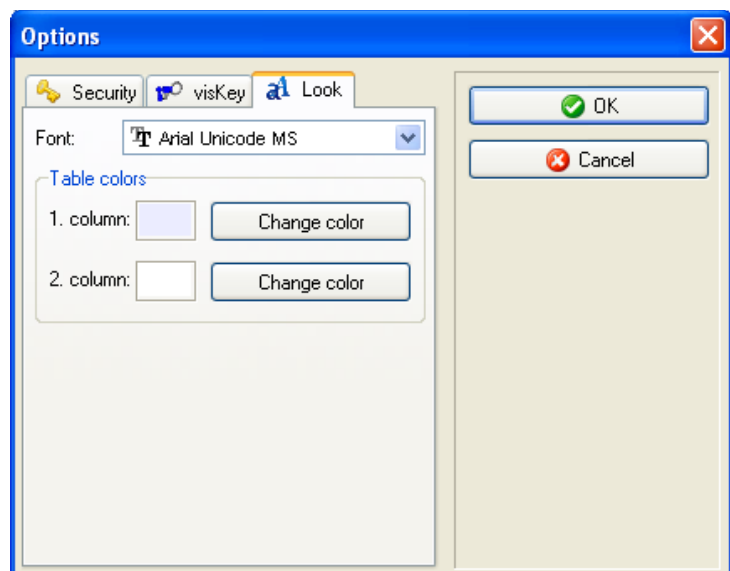 Options
Security visKey Look
Font: Arial Unicode MS
Table colors
1. column: Change color
2. column: Change color
OK
Cancel